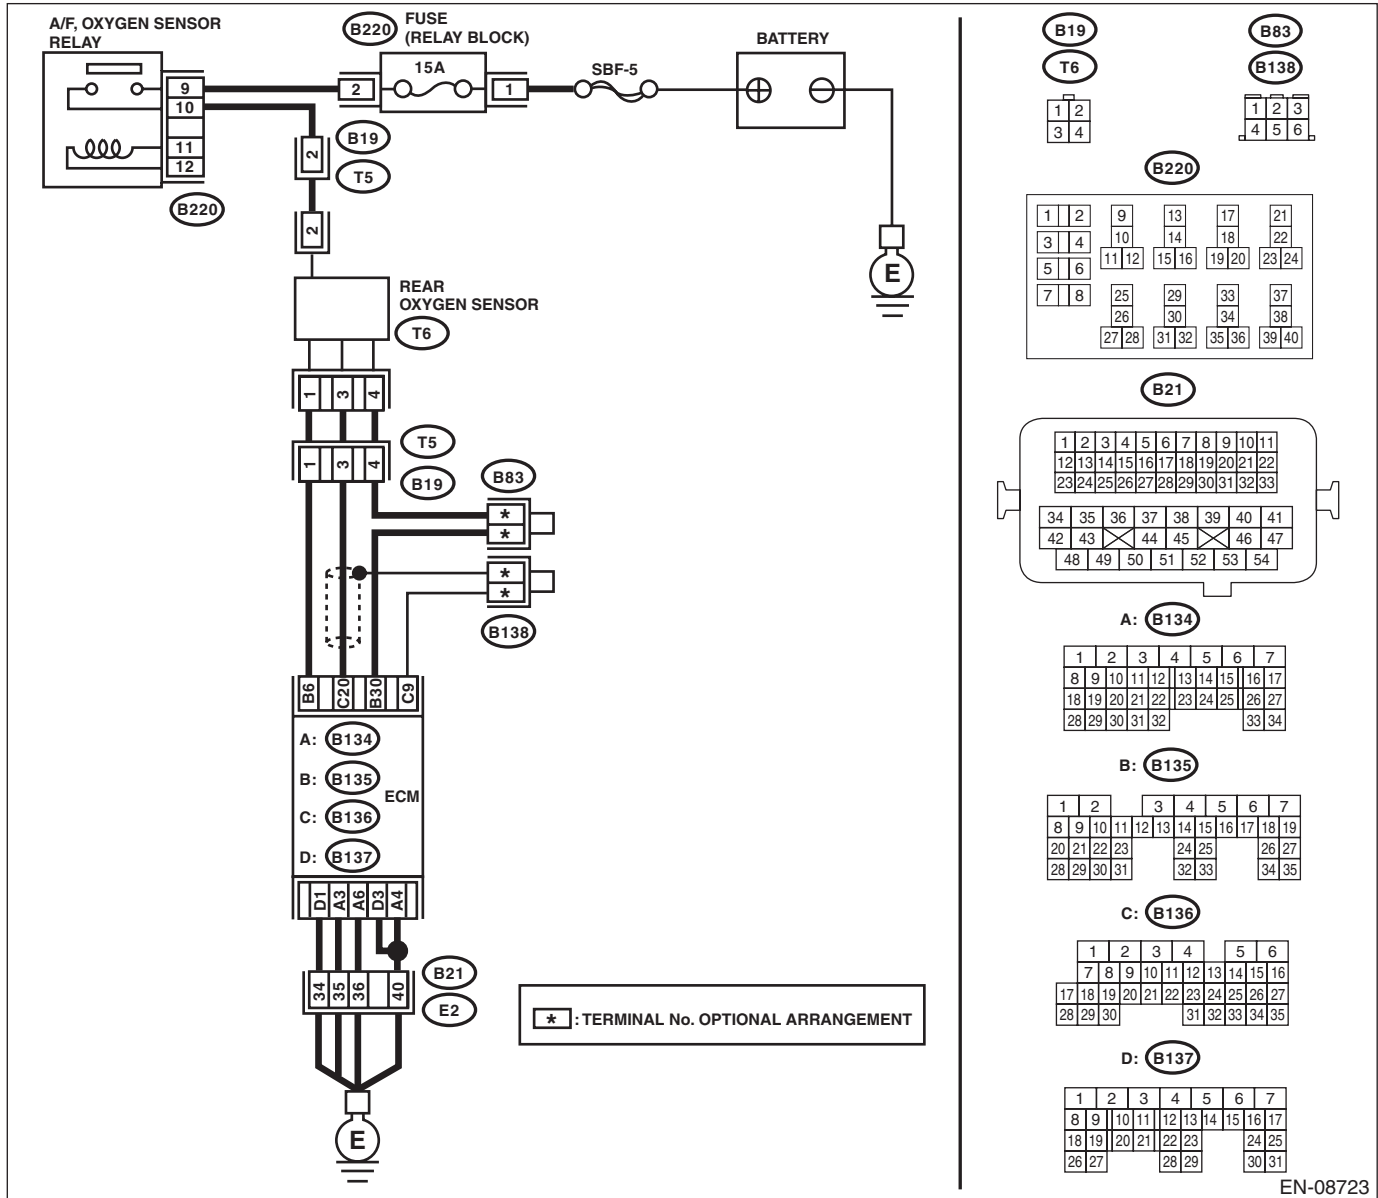 A/F, OXYGEN SENSOR
RELAY
9
10
11
12
B220
B220
FUSE
(RELAY BLOCK)
15A
2
1
SBF-5
BATTERY
E
2
B19
T5
2
REAR
OXYGEN SENSOR
T6
1 3 4
T5
1 3 4
B19
B83
*
*
*
*
B138
B6 C20 B30 C9
A: B134
B: B135
ECM
C: B136
D: B137
D1 A3 A6 D3 A4
34 35 36 40
B21
E2
E
* : TERMINAL No. OPTIONAL ARRANGEMENT
B19
T6
1 2
3 4
B83
B138
1 2 3
4 5 6
B220
1 2 9 13 17 21
3 4 10 14 18 22
11 12 15 16 19 20 23 24
5 6
7 8 25 29 33 37
26 30 34 38
27 28 31 32 35 36 39 40
B21
1 2 3 4 5 6 7 8 9 10 11
12 13 14 15 16 17 18 19 20 21 22
23 24 25 26 27 28 29 30 31 32 33
34 35 36 37 38 39 40 41
42 43 44 45 46 47
48 49 50 51 52 53 54
A: B134
1 2 3 4 5 6 7
8 9 10 11 12 13 14 15 16 17
18 19 20 21 22 23 24 25 26 27
28 29 30 31 32 33 34
B: B135
1 2 3 4 5 6 7
8 9 10 11 12 13 14 15 16 17 18 19
20 21 22 23 24 25 26 27
28 29 30 31 32 33 34 35
C: B136
1 2 3 4 5 6
7 8 9 10 11 12 13 14 15 16
17 18 19 20 21 22 23 24 25 26 27
28 29 30 31 32 33 34 35
D: B137
1 2 3 4 5 6 7
8 9 10 11 12 13 14 15 16 17
18 19 20 21 22 23 24 25
26 27 28 29 30 31
EN-08723